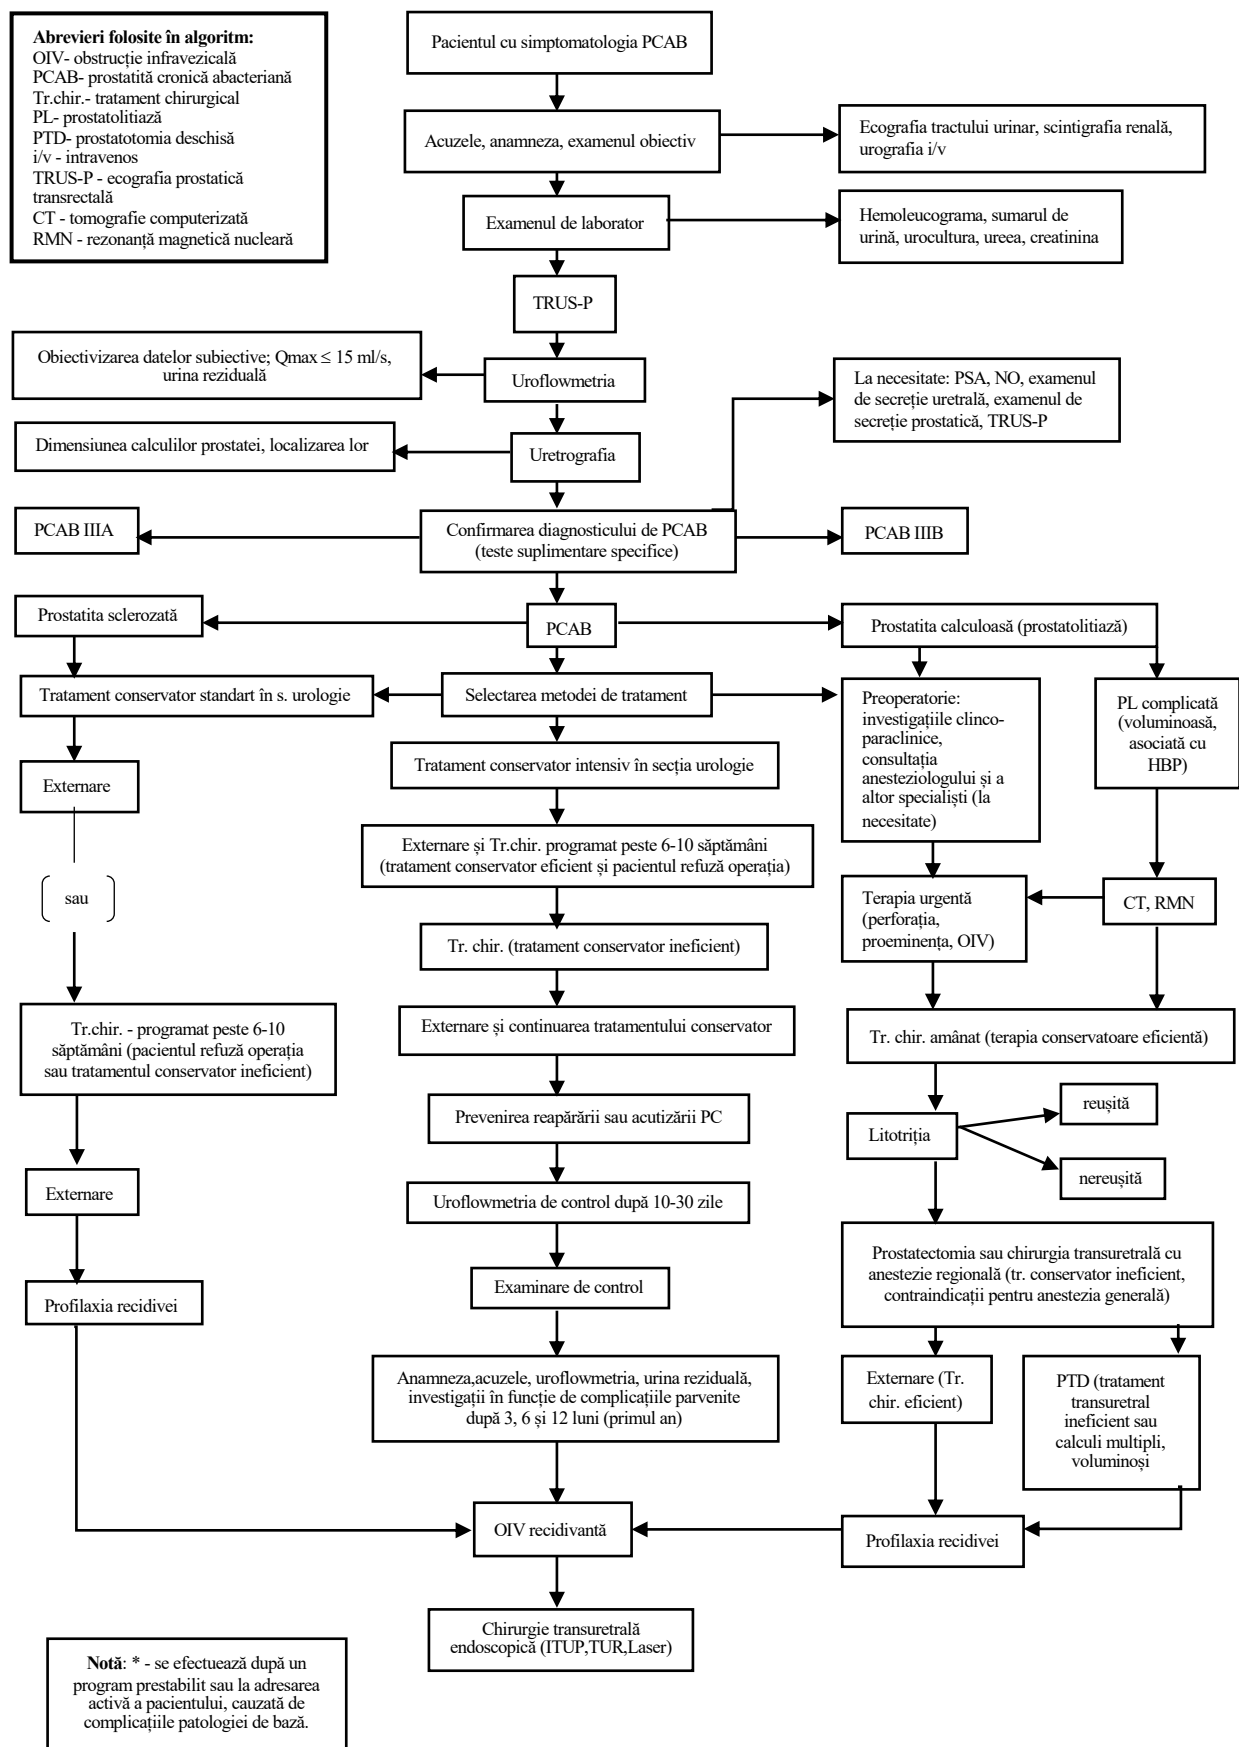 Abrevieri folosite în algoritm:
OIV- obstrucție infravezicală
PCAB- prostatită cronică abacteriană
Tr.chir.- tratament chirurgical
PL- prostatolitiază
PTD- prostatotomia deschisă
i/v - intravenos
TRUS-P - ecografia prostatică
transrectală
CT - tomografie computerizată
RMN - rezonanță magnetică nucleară
Pacientul cu simptomatologia PCAB
Acuzele, anamneza, examenul obiectiv
Ecografia tractului urinar, scintigrafia renală,
urografia i/v
Examenul de laborator
Hemoleucograma, sumarul de
urină, urocultura, ureea, creatinina
TRUS-P
Obiectivizarea datelor subiective; Qmax ≤ 15 ml/s,
urina reziduală
Uroflowmetria
La necesitate: PSA, NO, examenul
de secreție uretrală, examenul de
secreție prostatică, TRUS-P
Dimensiunea calculilor prostatei, localizarea lor
Uretrografia
PCAB IIIA
Confirmarea diagnosticului de PCAB
(teste suplimentare specifice)
PCAB IIIB
Prostatita sclerozată
PCAB
Prostatita calculoasă (prostatolitiază)
Tratament conservator standart în s. urologie
Selectarea metodei de tratament
Preoperatorie:
investigațiile clinco-
paraclinice,
consultația
anesteziologului și a
altor specialiști (la
necesitate)
PL complicată
(voluminoasă,
asociată cu
HBP)
Externare
Tratament conservator intensiv în secția urologie
Externare și Tr.chir. programat peste 6-10 săptămâni
(tratament conservator eficient și pacientul refuză operația)
sau
Terapia urgentă
(perforația,
proeminența, OIV)
CT, RMN
Tr. chir. (tratament conservator ineficient)
Tr.chir. - programat peste 6-10
săptămâni (pacientul refuză operația
sau tratamentul conservator ineficient)
Externare și continuarea tratamentului conservator
Tr. chir. amânat (terapia conservatoare eficientă)
Prevenirea reapărării sau acutizării PC
Litotriția
reușită
nereușită
Externare
Uroflowmetria de control după 10-30 zile
Prostatectomia sau chirurgia transuretrală cu
anestezie regională (tr. conservator ineficient,
contraindicații pentru anestezia generală)
Examinare de control
Profilaxia recidivei
Anamneza,acuzele, uroflowmetria, urina reziduală,
investigații în funcție de complicațiile parvenite
după 3, 6 și 12 luni (primul an)
Externare (Tr.
chir. eficient)
PTD (tratament
transuretral
ineficient sau
calculi multipli,
voluminoși
OIV recidivantă
Profilaxia recidivei
Chirurgie transuretrală
endoscopică (ITUP,TUR,Laser)
Notă: * - se efectuează după un
program prestabilit sau la adresarea
activă a pacientului, cauzată de
complicațiile patologiei de bază.